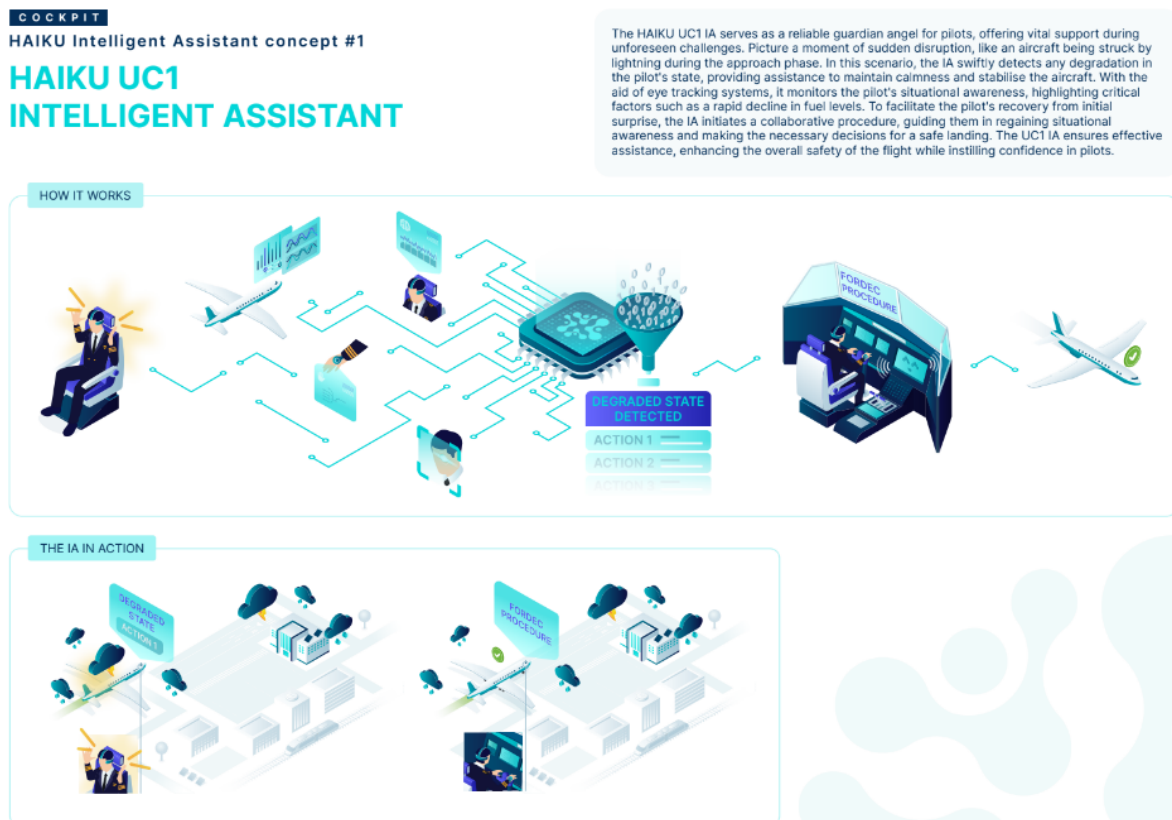 COCKPIT
HAIKU Intelligent Assistant concept #1
HAIKU UC1
INTELLIGENT ASSISTANT
The HAIKU UC1 IA serves as a reliable guardian angel for pilots, offering vital support during
unforeseen challenges. Picture a moment of sudden disruption, like an aircraft being struck by
lightning during the approach phase. In this scenario, the IA swiftly detects any degradation in
the pilot's state, providing assistance to maintain calmness and stabilise the aircraft. With the
aid of eye tracking systems, it monitors the pilot's situational awareness, highlighting critical
factors such as a rapid decline in fuel levels. To facilitate the pilot's recovery from initial
surprise, the IA initiates a collaborative procedure, guiding them in regaining situational
awareness and making the necessary decisions for a safe landing. The UC1 IA ensures effective
assistance, enhancing the overall safety of the flight while instilling confidence in pilots.
HOW IT WORKS
FORDEC
PROCEDURE
DEGRADED STATE
DETECTED
ACTION 1
ACTION 2
ACTION 3
THE IA IN ACTION
DEGRADED
STATE
ACTION 1
FORDEC
PROCEDURE